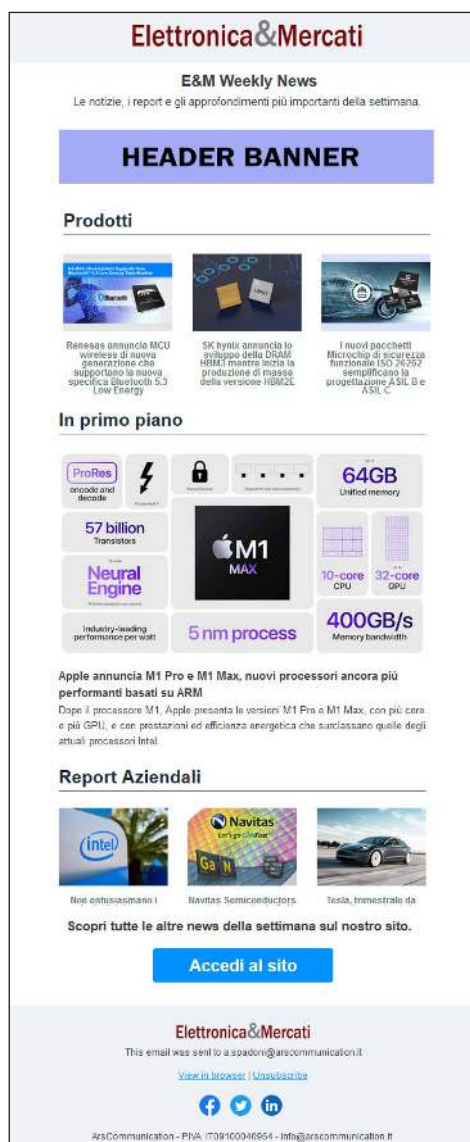 Elettronica&Mercati
E&M Weekly News
Le notizie, i report e gli approfondimenti più importanti della settimana.
HEADER BANNER
Prodotti
Bluetooth
Renesas annuncia MCU
wireless di nuova
generazione che
supportano la nuova
specifica Bluetooth 5.3
Low Energy
SK hynix annuncia lo
sviluppo della DRAM
HBM3 mentre inizia la
produzione di massa
della versione HBM2E
I nuovi pacchetti
Microchip di sicurezza
funzionale ISO 26262
semplificano la
progettazione ASIL B e
ASIL C
In primo piano
ProRes
encode and
decode
64GB
Unified memory
57 billion
Transistors
M1
MAX
Neural
Engine
10-core
CPU
32-core
GPU
Industry-leading
performance per watt
5 nm process
400GB/s
Memory bandwidth
Apple annuncia M1 Pro e M1 Max, nuovi processori ancora più
performanti basati su ARM
Dopo il processore M1, Apple presenta le versioni M1 Pro e M1 Max, con più core
e più GPU, e con prestazioni ed efficienza energetica che surclassano quelle degli
attuali processori Intel.
Report Aziendali
intel
Navitas
Let's go GaNFast
Ga N
Non entusiasmano i
Navitas Semiconductors
Tesla, trimestrale da
Scopri tutte le altre news della settimana sul nostro sito.
Accedi al sito
Elettronica&Mercati
This email was sent to a.spadoni@arscommunication.it
View in browser | Unsubscribe
ArsCommunication - PIVA IT09100040964 - info@arscommunication.it